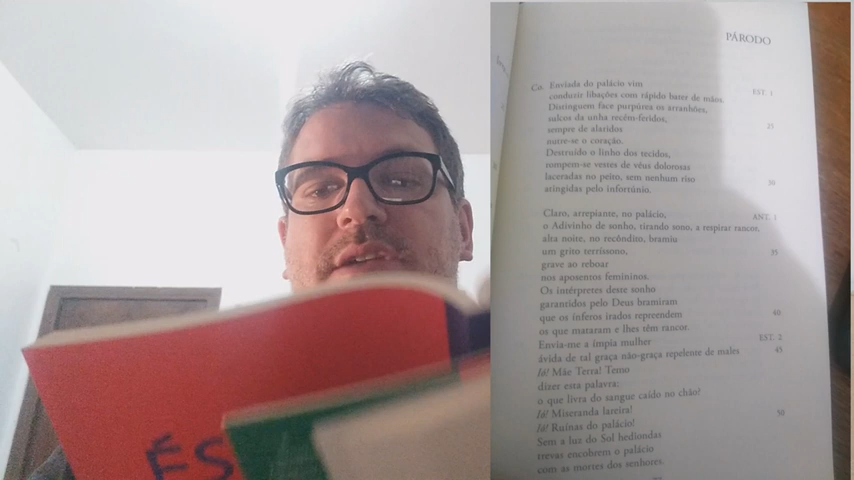 ÉS
PÁRODO
Co. Enviada do palácio vim EST. 1
conduzir libações com rápido bater de mãos.
Distinguem face purpúrea os arranhões,
sulcos da unha recém-feridos, 25
sempre de alaridos
nutre-se o coração.
Destruído o linho dos tecidos,
rompem-se vestes de véus dolorosas
laceradas no peito, sem nenhum riso 30
atingidas pelo infortúnio.
Claro, arrepiante, no palácio, ANT. 1
o Adivinho de sonho, tirando sono, a respirar rancor,
alta noite, no recôndito, bramiu
um grito terríssono, 35
grave ao reboar
nos aposentos femininos.
Os intérpretes deste sonho
garantidos pelo Deus bramiram
que os ínferos irados repreendem 40
os que mataram e lhes têm rancor.
Envia-me a ímpia mulher EST. 2
ávida de tal graça não-graça repelente de males 45
Iá! Mãe Terra! Temo
dizer esta palavra:
o que livra do sangue caído no chão?
Iá! Miseranda lareira!
Iá! Ruínas do palácio! 50
Sem a luz do Sol hediondas
trevas encobrem o palácio
com as mortes dos senhores.